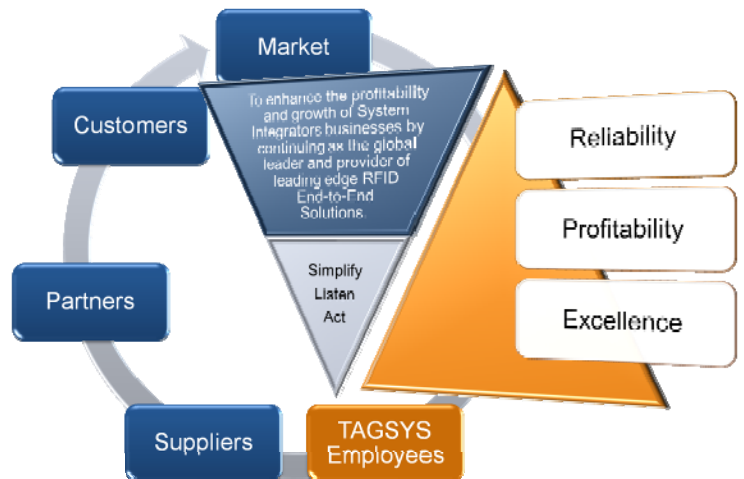 Market
Customers
Partners
Suppliers
TAGSYS
Employees
To enhance the profitability
and growth of System
Integrators businesses by
continuing as the global
leader and provider of
leading edge RFID
End-to-End
Solutions.
Simplify
Listen
Act
Reliability
Profitability
Excellence